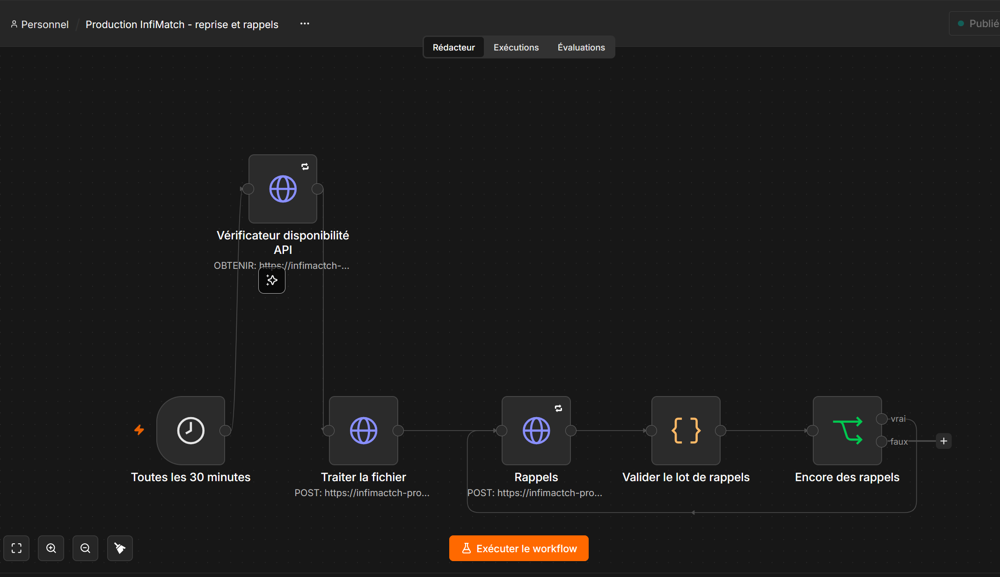 Personnel / Production InfiMatch - reprise et rappels ...
Publié
Rédacteur Exécutions Évaluations
Vérificateur disponibilité
API
OBTENIR: https://infimactch-...
Toutes les 30 minutes
Traiter la fichier
POST: https://infimactch-pro...
Rappels
POST: https://infimactch-pro...
Valider le lot de rappels
Encore des rappels
vrai
faux
Exécuter le workflow